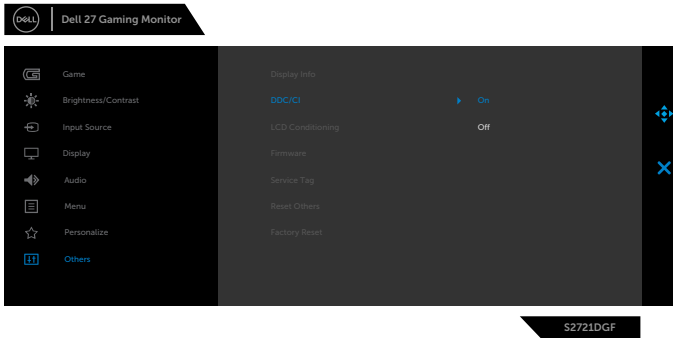 DELL
Dell 27 Gaming Monitor
Game
Display Info
Brightness/Contrast
DDC/CI
On
Input Source
LCD Conditioning
Off
Display
Firmware
Audio
Service Tag
Menu
Reset Others
Personalize
Factory Reset
Others
S2721DGF